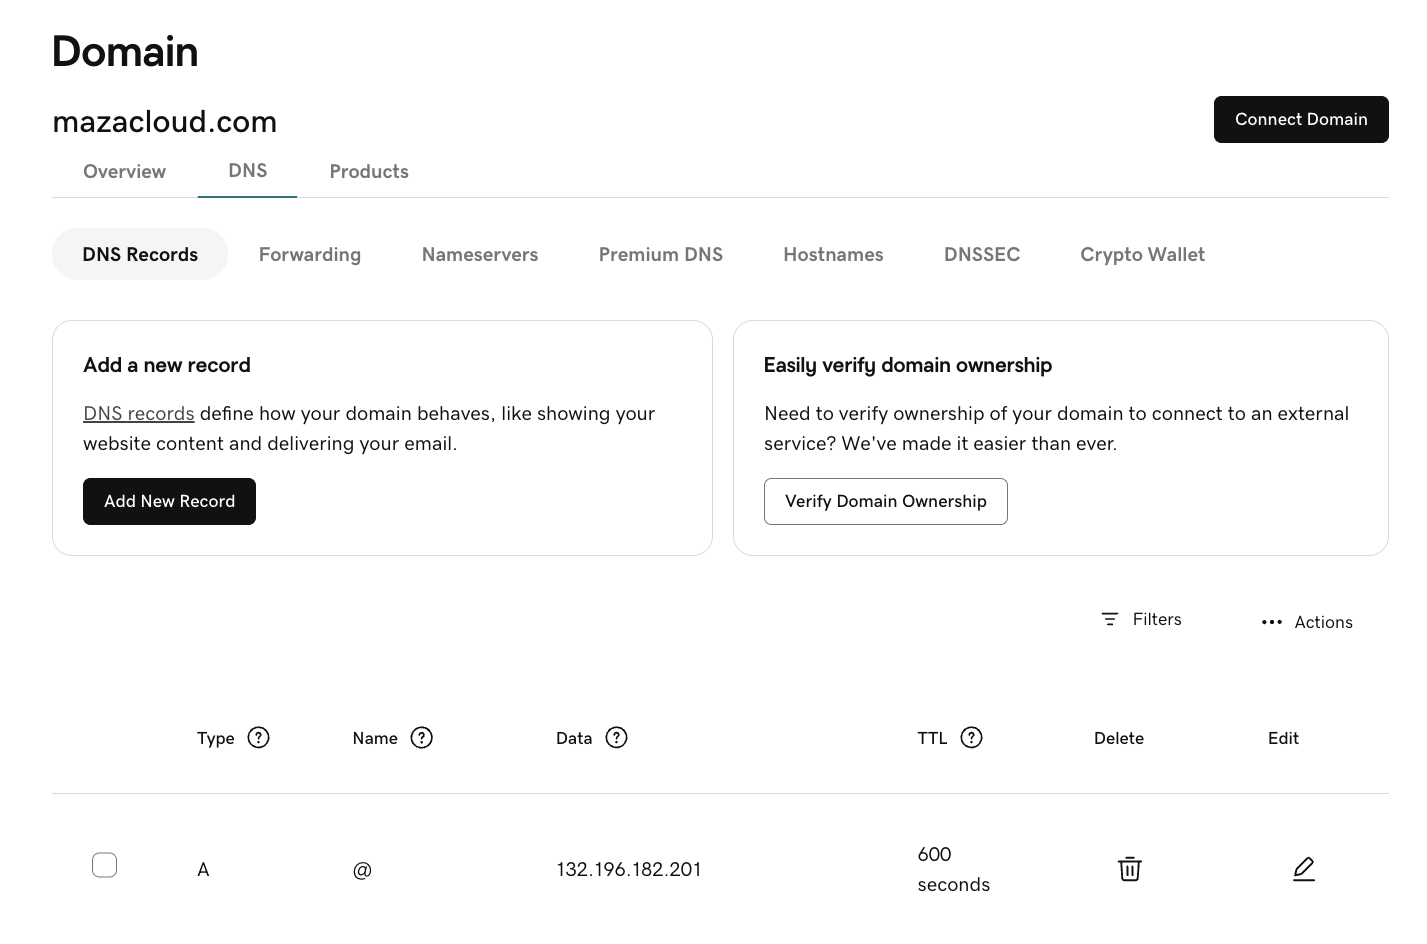 Domain
mazacloud.com
Connect Domain
Overview DNS Products
DNS Records Forwarding Nameservers Premium DNS Hostnames DNSSEC Crypto Wallet
Add a new record
DNS records define how your domain behaves, like showing your
website content and delivering your email.
Add New Record
Easily verify domain ownership
Need to verify ownership of your domain to connect to an external
service? We've made it easier than ever.
Verify Domain Ownership
Filters ••• Actions
Type ? Name ? Data ? TTL ? Delete Edit
A @ 132.196.182.201 600
seconds